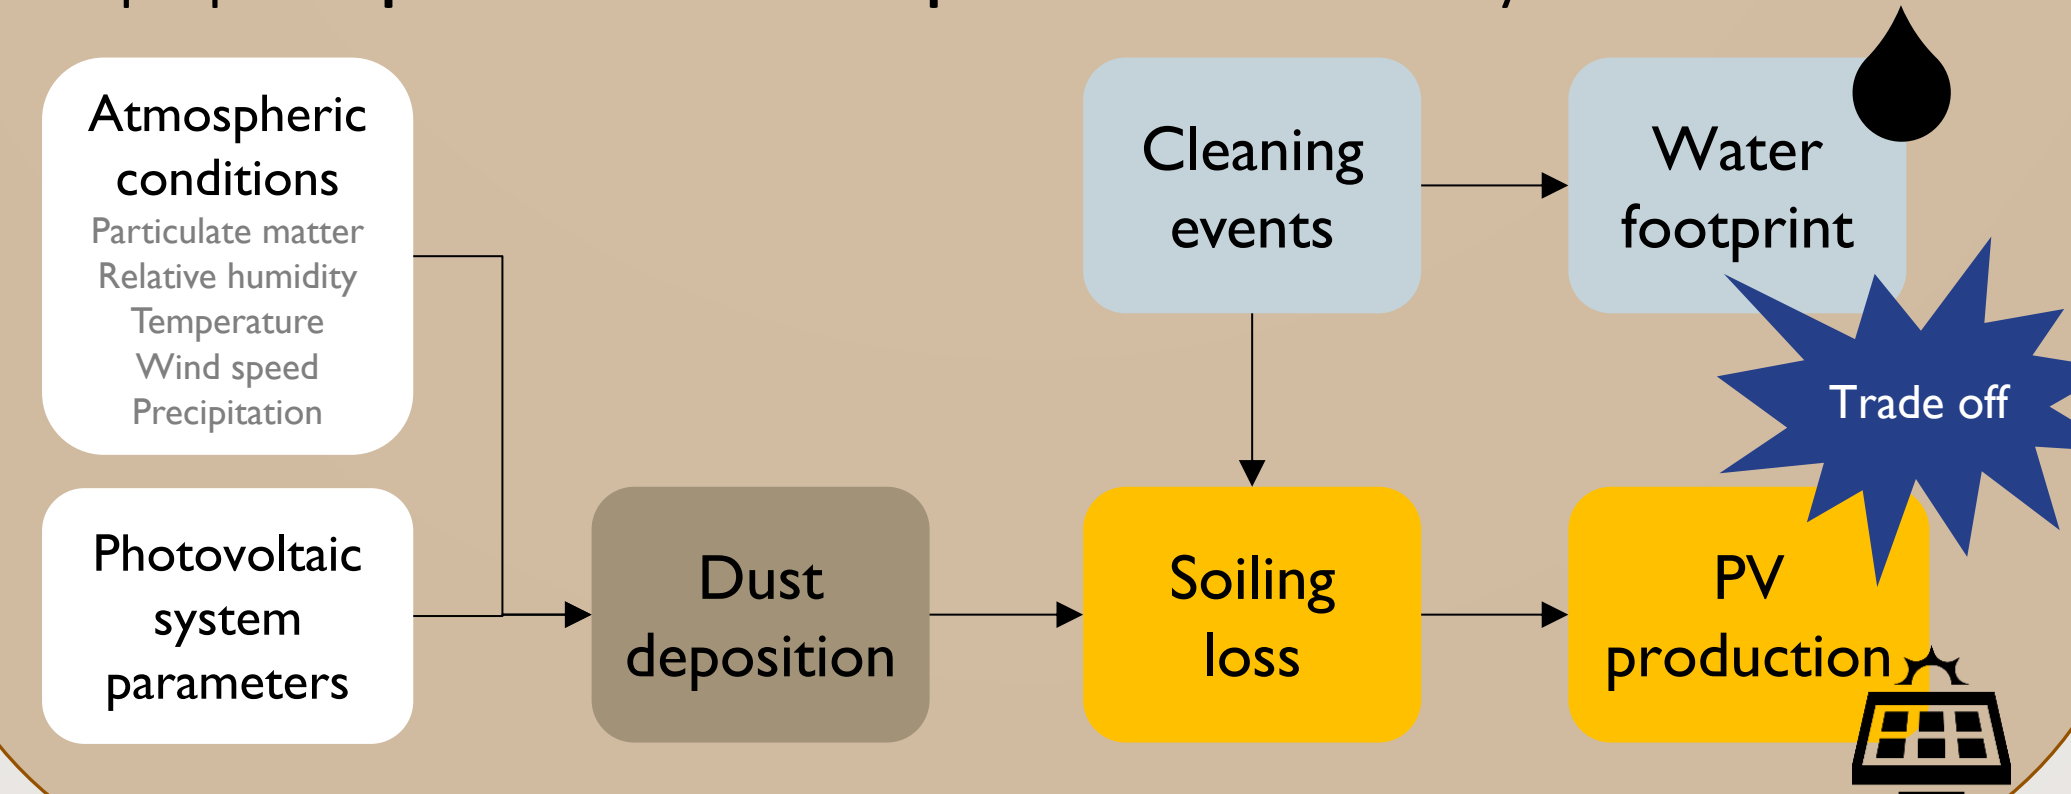 Atmospheric
conditions
Particulate matter
Relative humidity
Temperature
Wind speed
Precipitation
Photovoltaic
system
parameters
Dust
deposition
Cleaning
events
Soiling
loss
Water
footprint
Trade off
PV
production